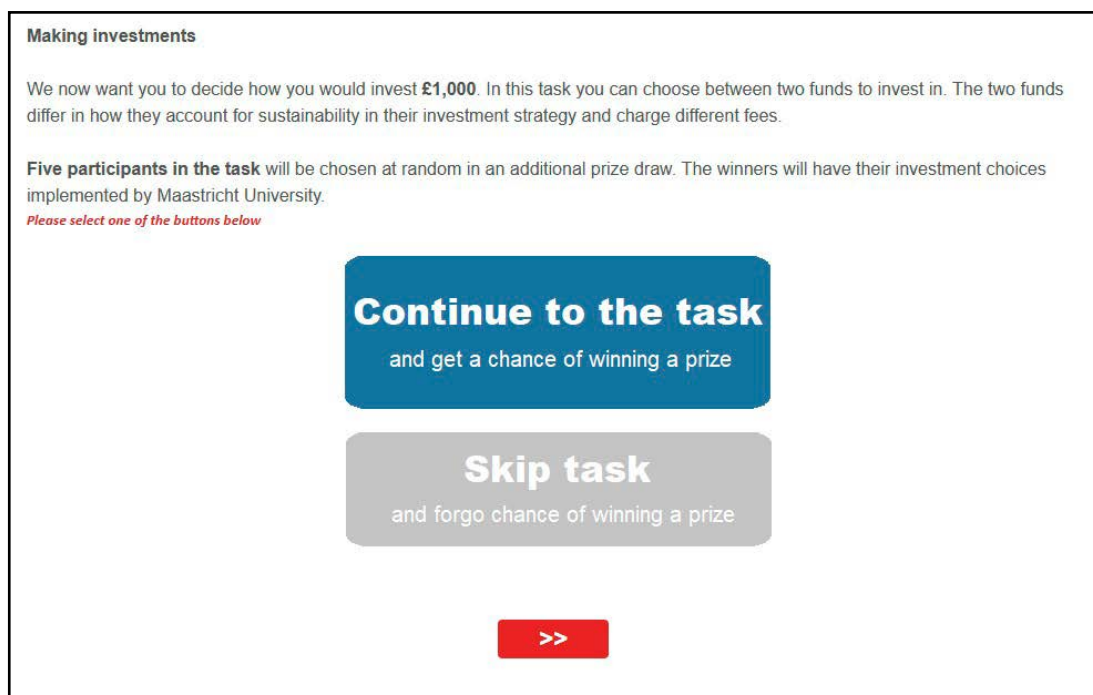 Making investments
We now want you to decide how you would invest £1,000. In this task you can choose between two funds to invest in. The two funds
differ in how they account for sustainability in their investment strategy and charge different fees.
Five participants in the task will be chosen at random in an additional prize draw. The winners will have their investment choices
implemented by Maastricht University.
Please select one of the buttons below
Continue to the task
and get a chance of winning a prize
Skip task
and forgo chance of winning a prize
>>